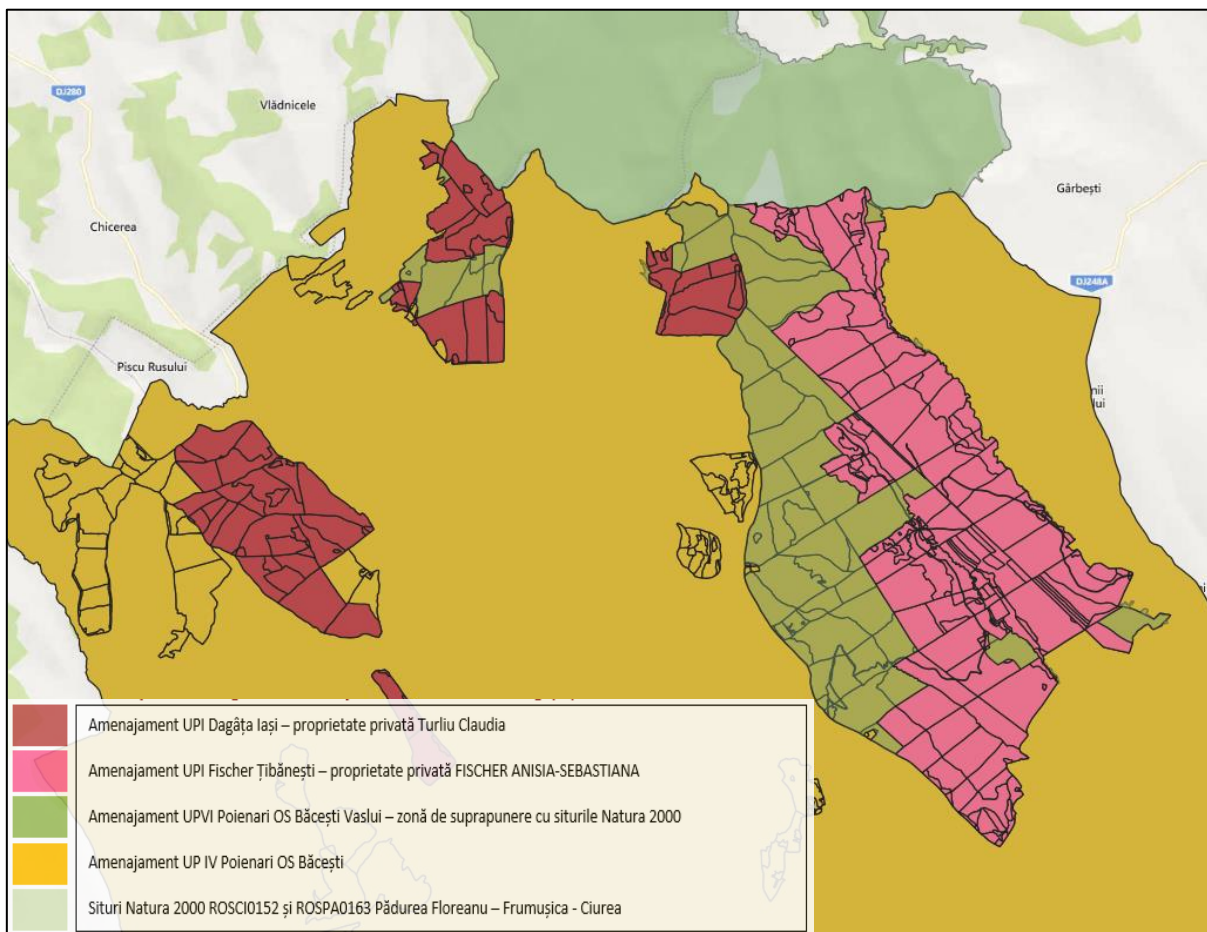 DJ280
Vlădnicele
Gârbești
Chicerea
DJ248A
Piscu Rusului
Amenajament UPI Dagâța Iași – proprietate privată Turliu Claudia
Amenajament UPI Fischer Țibănești – proprietate privată FISCHER ANISIA-SEBASTIANA
Amenajament UPVI Poienari OS Băcești Vaslui – zonă de suprapunere cu siturile Natura 2000
Amenajament UP IV Poienari OS Băcești
Situri Natura 2000 ROSCI0152 și ROSPA0163 Pădurea Floreanu – Frumușica - Ciurea